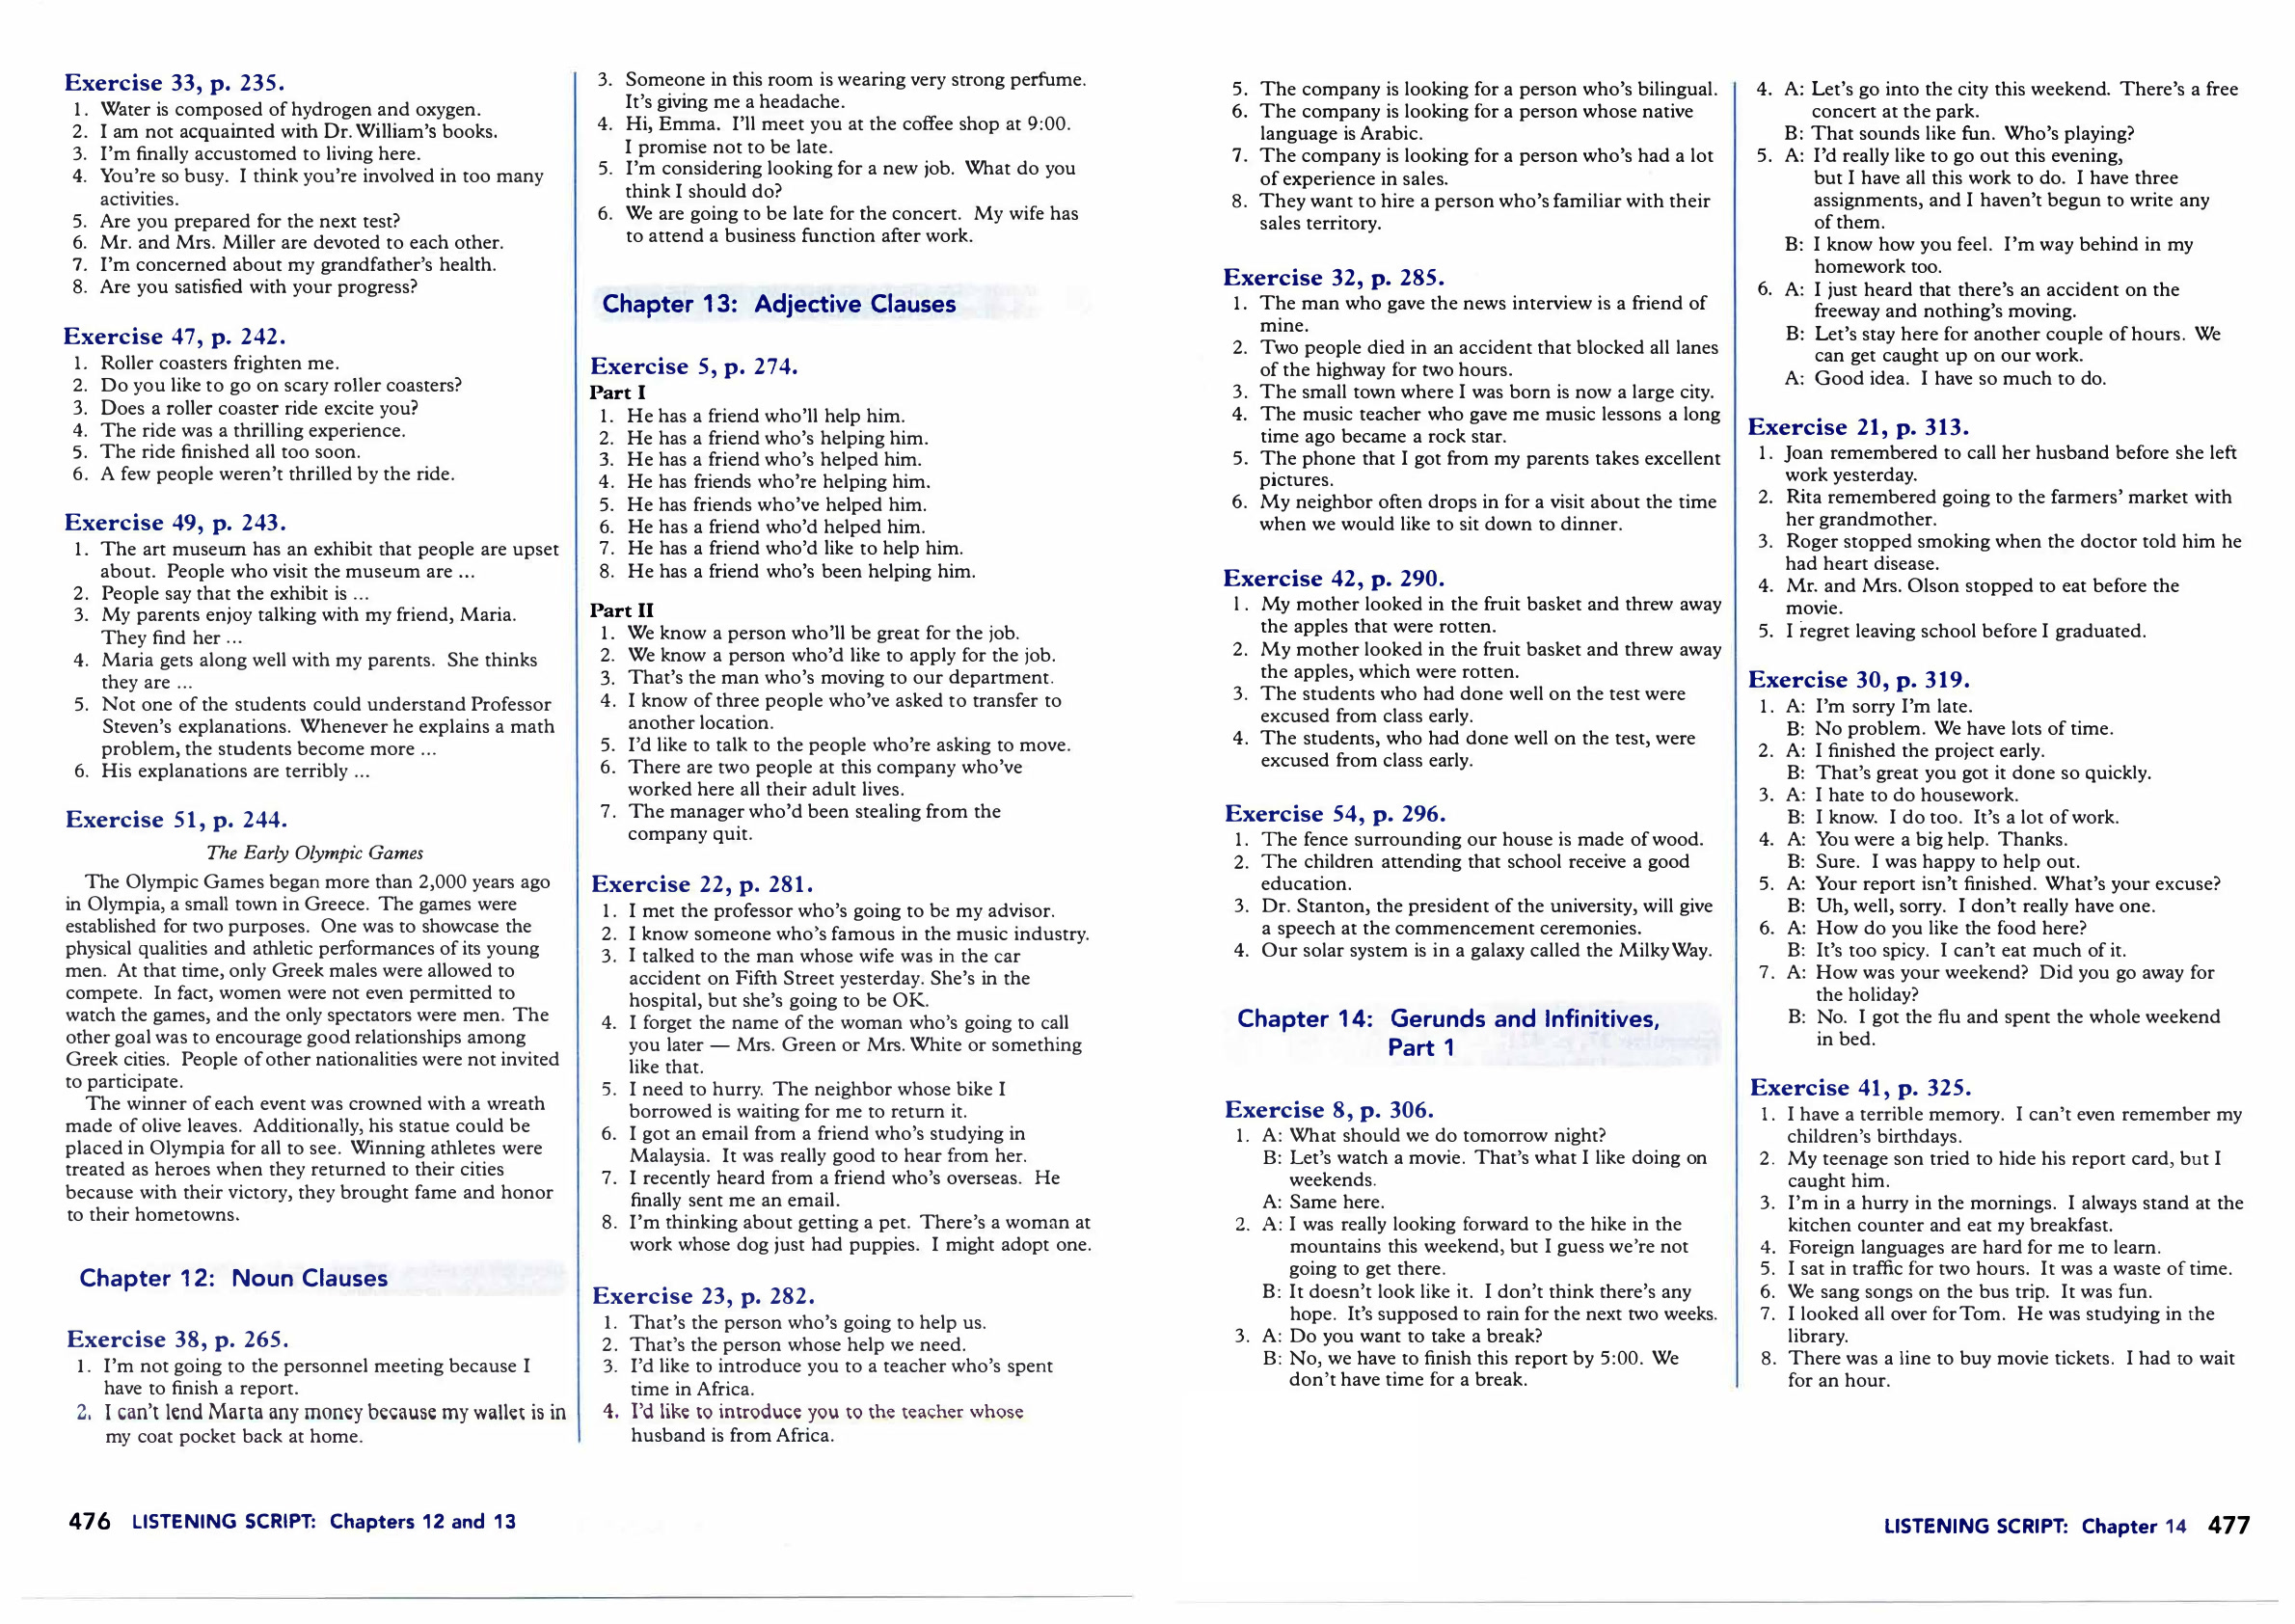 Exercise 33, p. 235.
1. Water is composed of hydrogen and oxygen.
2. I am not acquainted with Dr. William's books.
3. I'm finally accustomed to living here.
4. You're so busy. I think you're involved in too many
activities.
5. Are you prepared for the next test?
6. Mr. and Mrs. Miller are devoted to each other.
7. I'm concerned about my grandfather's health.
8. Are you satisfied with your progress?
Exercise 47, p. 242.
1. Roller coasters frighten me.
2. Do you like to go on scary roller coasters?
3. Does a roller coaster ride excite you?
4. The ride was a thrilling experience.
5. The ride finished all too soon.
6. A few people weren't thrilled by the ride.
Exercise 49, p. 243.
1. The art museum has an exhibit that people are upset
about. People who visit the museum are ...
2. People say that the exhibit is ...
3. My parents enjoy talking with my friend, Maria.
They find her ...
4. Maria gets along well with my parents. She thinks
they are ...
5. Not one of the students could understand Professor
Steven's explanations. Whenever he explains a math
problem, the students become more ...
6. His explanations are terribly ...
Exercise 51, p. 244.
The Early Olympic Games
The Olympic Games began more than 2,000 years ago
in Olympia, a small town in Greece. The games were
established for two purposes. One was to showcase the
physical qualities and athletic performances of its young
men. At that time, only Greek males were allowed to
compete. In fact, women were not even permitted to
watch the games, and the only spectators were men. The
other goal was to encourage good relationships among
Greek cities. People of other nationalities were not invited
to participate.
The winner of each event was crowned with a wreath
made of olive leaves. Additionally, his statue could be
placed in Olympia for all to see. Winning athletes were
treated as heroes when they returned to their cities
because with their victory, they brought fame and honor
to their hometowns.
Chapter 12: Noun Clauses
Exercise 38, p. 265.
1. I'm not going to the personnel meeting because I
have to finish a report.
2. I can't lend Marta any money because my wallet is in
my coat pocket back at home.
3. Someone in this room is wearing very strong perfume.
It's giving me a headache.
4. Hi, Emma. I'll meet you at the coffee shop at 9:00.
I promise not to be late.
5. I'm considering looking for a new job. What do you
think I should do?
6. We are going to be late for the concert. My wife has
to attend a business function after work.
Chapter 13: Adjective Clauses
Exercise 5, p. 274.
Part I
1. He has a friend who'll help him.
2. He has a friend who's helping him.
3. He has a friend who's helped him.
4. He has friends who're helping him.
5. He has friends who've helped him.
6. He has a friend who'd helped him.
7. He has a friend who'd like to help him.
8. He has a friend who's been helping him.
Part II
1. We know a person who'll be great for the job.
2. We know a person who'd like to apply for the job.
3. That's the man who's moving to our department.
4. I know of three people who've asked to transfer to
another location.
5. I'd like to talk to the people who're asking to move.
6. There are two people at this company who've
worked here all their adult lives.
7. The manager who'd been stealing from the
company quit.
Exercise 22, p. 281.
1. I met the professor who's going to be my advisor.
2. I know someone who's famous in the music industry.
3. I talked to the man whose wife was in the car
accident on Fifth Street yesterday. She's in the
hospital, but she's going to be OK.
4. I forget the name of the woman who's going to call
you later — Mrs. Green or Mrs. White or something
like that.
5. I need to hurry. The neighbor whose bike I
borrowed is waiting for me to return it.
6. I got an email from a friend who's studying in
Malaysia. It was really good to hear from her.
7. I recently heard from a friend who's overseas. He
finally sent me an email.
8. I'm thinking about getting a pet. There's a woman at
work whose dog just had puppies. I might adopt one.
Exercise 23, p. 282.
1. That's the person who's going to help us.
2. That's the person whose help we need.
3. I'd like to introduce you to a teacher who's spent
time in Africa.
4. I'd like to introduce you to the teacher whose
husband is from Africa.
476 LISTENING SCRIPT: Chapters 12 and 13
5. The company is looking for a person who's bilingual.
6. The company is looking for a person whose native
language is Arabic.
7. The company is looking for a person who's had a lot
of experience in sales.
8. They want to hire a person who's familiar with their
sales territory.
Exercise 32, p. 285.
1. The man who gave the news interview is a friend of
mine.
2. Two people died in an accident that blocked all lanes
of the highway for two hours.
3. The small town where I was born is now a large city.
4. The music teacher who gave me music lessons a long
time ago became a rock star.
5. The phone that I got from my parents takes excellent
pictures.
6. My neighbor often drops in for a visit about the time
when we would like to sit down to dinner.
Exercise 42, p. 290.
1. My mother looked in the fruit basket and threw away
the apples that were rotten.
2. My mother looked in the fruit basket and threw away
the apples, which were rotten.
3. The students who had done well on the test were
excused from class early.
4. The students, who had done well on the test, were
excused from class early.
Exercise 54, p. 296.
1. The fence surrounding our house is made of wood.
2. The children attending that school receive a good
education.
3. Dr. Stanton, the president of the university, will give
a speech at the commencement ceremonies.
4. Our solar system is in a galaxy called the Milky Way.
Chapter 14: Gerunds and Infinitives,
Part 1
Exercise 8, p. 306.
1. A: What should we do tomorrow night?
B: Let's watch a movie. That's what I like doing on
weekends.
A: Same here.
2. A: I was really looking forward to the hike in the
mountains this weekend, but I guess we're not
going to get there.
B: It doesn't look like it. I don't think there's any
hope. It's supposed to rain for the next two weeks.
3. A: Do you want to take a break?
B: No, we have to finish this report by 5:00. We
don't have time for a break.
4. A: Let's go into the city this weekend. There's a free
concert at the park.
B: That sounds like fun. Who's playing?
5. A: I'd really like to go out this evening,
but I have all this work to do. I have three
assignments, and I haven't begun to write any
of them.
B: I know how you feel. I'm way behind in my
homework too.
6. A: I just heard that there's an accident on the
freeway and nothing's moving.
B: Let's stay here for another couple of hours. We
can get caught up on our work.
A: Good idea. I have so much to do.
Exercise 21, p. 313.
1. Joan remembered to call her husband before she left
work yesterday.
2. Rita remembered going to the farmers' market with
her grandmother.
3. Roger stopped smoking when the doctor told him he
had heart disease.
4. Mr. and Mrs. Olson stopped to eat before the
movie.
5. I regret leaving school before I graduated.
Exercise 30, p. 319.
1. A: I'm sorry I'm late.
B: No problem. We have lots of time.
2. A: I finished the project early.
B: That's great you got it done so quickly.
3. A: I hate to do housework.
B: I know. I do too. It's a lot of work.
4. A: You were a big help. Thanks.
B: Sure. I was happy to help out.
5. A: Your report isn't finished. What's your excuse?
B: Uh, well, sorry. I don't really have one.
6. A: How do you like the food here?
B: It's too spicy. I can't eat much of it.
7. A: How was your weekend? Did you go away for
the holiday?
B: No. I got the flu and spent the whole weekend
in bed.
Exercise 41, p. 325.
1. I have a terrible memory. I can't even remember my
children's birthdays.
2. My teenage son tried to hide his report card, but I
caught him.
3. I'm in a hurry in the mornings. I always stand at the
kitchen counter and eat my breakfast.
4. Foreign languages are hard for me to learn.
5. I sat in traffic for two hours. It was a waste of time.
6. We sang songs on the bus trip. It was fun.
7. I looked all over for Tom. He was studying in the
library.
8. There was a line to buy movie tickets. I had to wait
for an hour.
LISTENING SCRIPT: Chapter 14 477